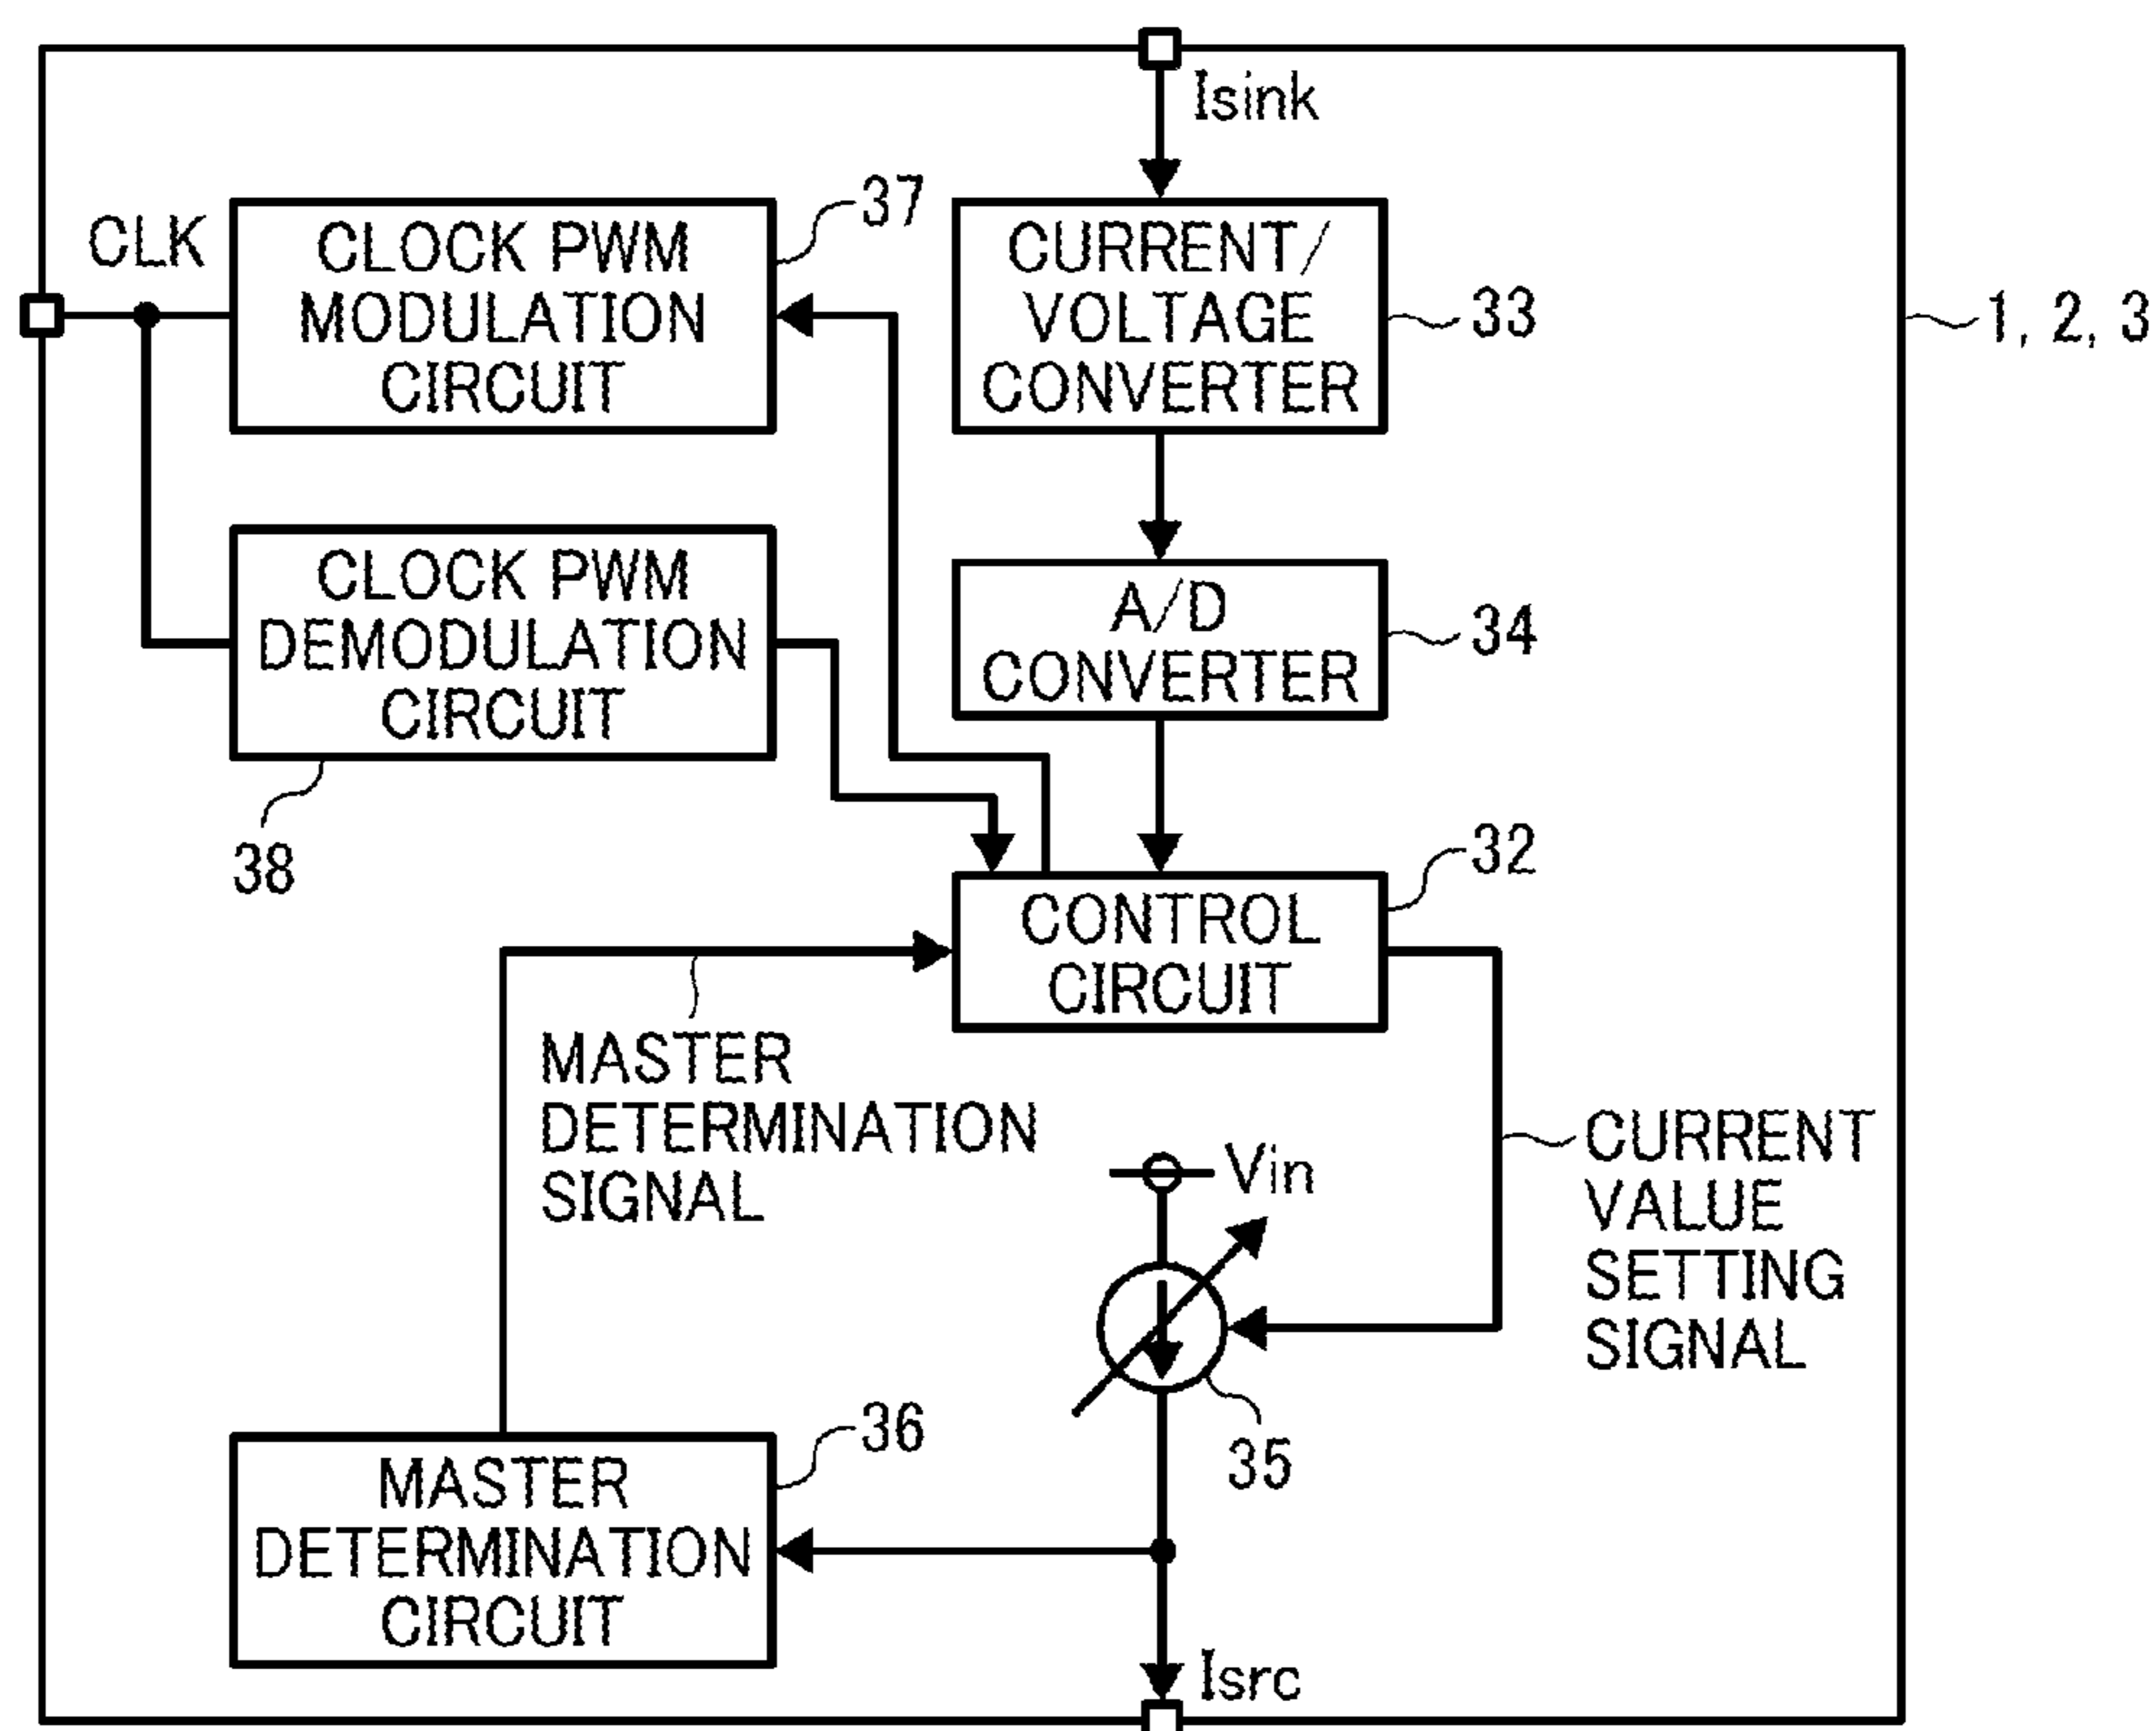 Isink
CLK
CLOCK PWM
MODULATION
CIRCUIT
37
CURRENT/
VOLTAGE
CONVERTER
33
1, 2, 3
CLOCK PWM
DEMODULATION
CIRCUIT
38
A/D
CONVERTER
34
CONTROL
CIRCUIT
32
MASTER
DETERMINATION
SIGNAL
Vin
CURRENT
VALUE
SETTING
SIGNAL
35
MASTER
DETERMINATION
CIRCUIT
36
Isrc